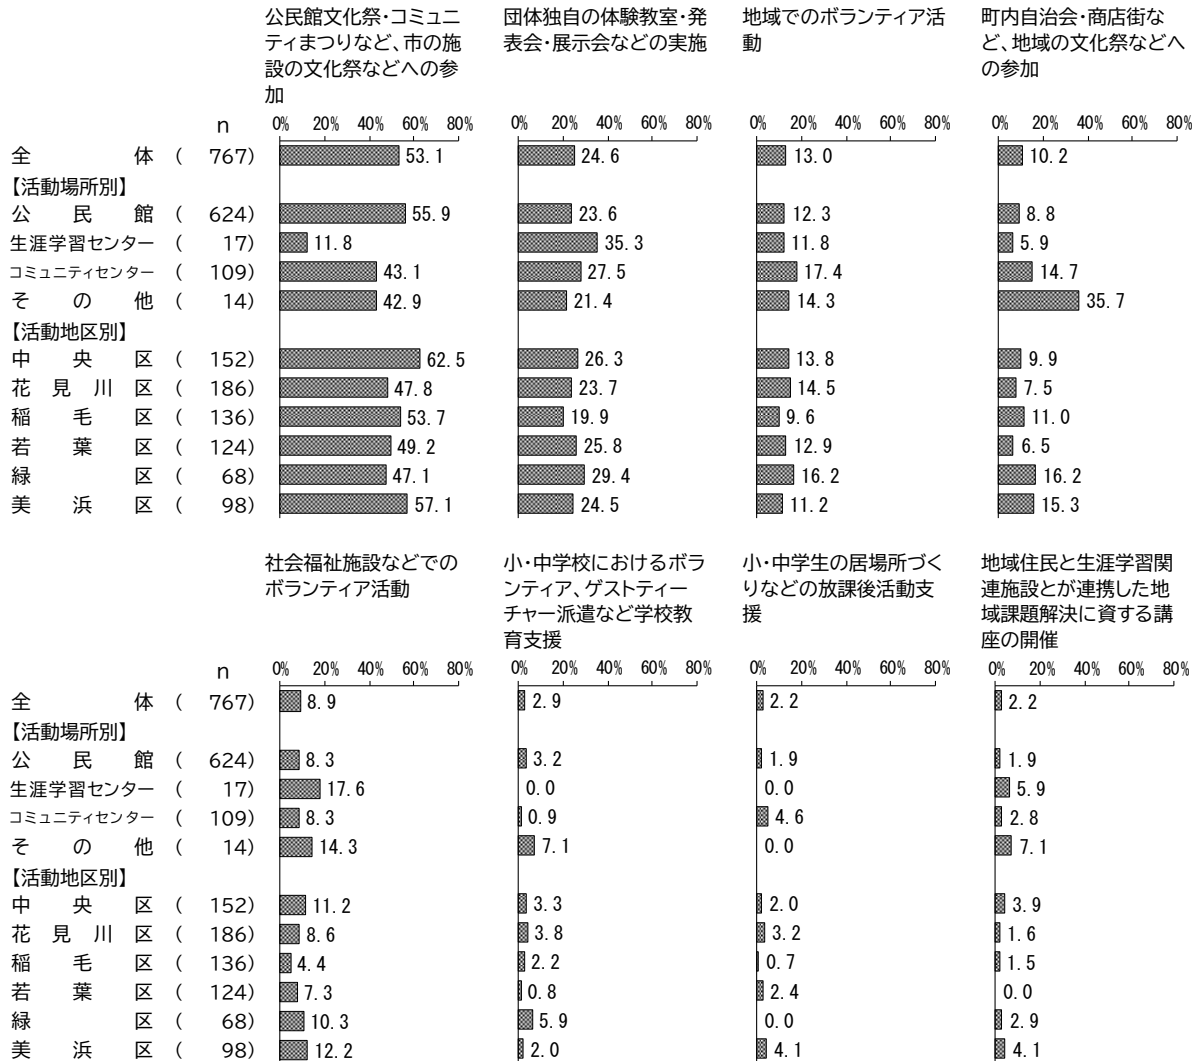 公民館文化祭・コミュニティまつりなど、市の施設の文化祭などへの参加
団体独自の体験教室・発表会・展示会などの実施
地域でのボランティア活動
町内自治会・商店街など、地域の文化祭などへの参加
n 0% 20% 40% 60% 80% 0% 20% 40% 60% 80% 0% 20% 40% 60% 80% 0% 20% 40% 60% 80%
全体 ( 767) 53.1 24.6 13.0 10.2
【活動場所別】
公民館 ( 624) 55.9 23.6 12.3 8.8
生涯学習センター ( 17) 11.8 35.3 11.8 5.9
コミュニティセンター ( 109) 43.1 27.5 17.4 14.7
その他 ( 14) 42.9 21.4 14.3 35.7
【活動地区別】
中央区 ( 152) 62.5 26.3 13.8 9.9
花見川区 ( 186) 47.8 23.7 14.5 7.5
稲毛区 ( 136) 53.7 19.9 9.6 11.0
若葉区 ( 124) 49.2 25.8 12.9 6.5
緑区 ( 68) 47.1 29.4 16.2 16.2
美浜区 ( 98) 57.1 24.5 11.2 15.3
社会福祉施設などでのボランティア活動
小・中学校におけるボランティア、ゲストティーチャー派遣など学校教育支援
小・中学生の居場所づくりなどの放課後活動支援
地域住民と生涯学習関連施設とが連携した地域課題解決に資する講座の開催
n 0% 20% 40% 60% 80% 0% 20% 40% 60% 80% 0% 20% 40% 60% 80% 0% 20% 40% 60% 80%
全体 ( 767) 8.9 2.9 2.2 2.2
【活動場所別】
公民館 ( 624) 8.3 3.2 1.9 1.9
生涯学習センター ( 17) 17.6 0.0 0.0 5.9
コミュニティセンター ( 109) 8.3 0.9 4.6 2.8
その他 ( 14) 14.3 7.1 0.0 7.1
【活動地区別】
中央区 ( 152) 11.2 3.3 2.0 3.9
花見川区 ( 186) 8.6 3.8 3.2 1.6
稲毛区 ( 136) 4.4 2.2 0.7 1.5
若葉区 ( 124) 7.3 0.8 2.4 0.0
緑区 ( 68) 10.3 5.9 0.0 2.9
美浜区 ( 98) 12.2 2.0 4.1 4.1